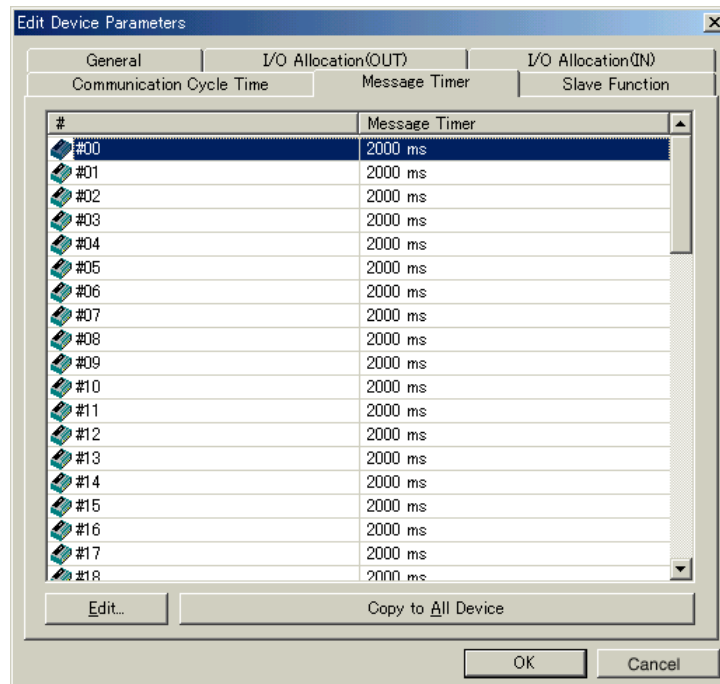 Edit Device Parameters
General I/O Allocation(OUT) I/O Allocation(IN)
Communication Cycle Time Message Timer Slave Function
# Message Timer
#00 2000 ms
#01 2000 ms
#02 2000 ms
#03 2000 ms
#04 2000 ms
#05 2000 ms
#06 2000 ms
#07 2000 ms
#08 2000 ms
#09 2000 ms
#10 2000 ms
#11 2000 ms
#12 2000 ms
#13 2000 ms
#14 2000 ms
#15 2000 ms
#16 2000 ms
#17 2000 ms
#18 2000 ms
Edit... Copy to All Device
OK Cancel